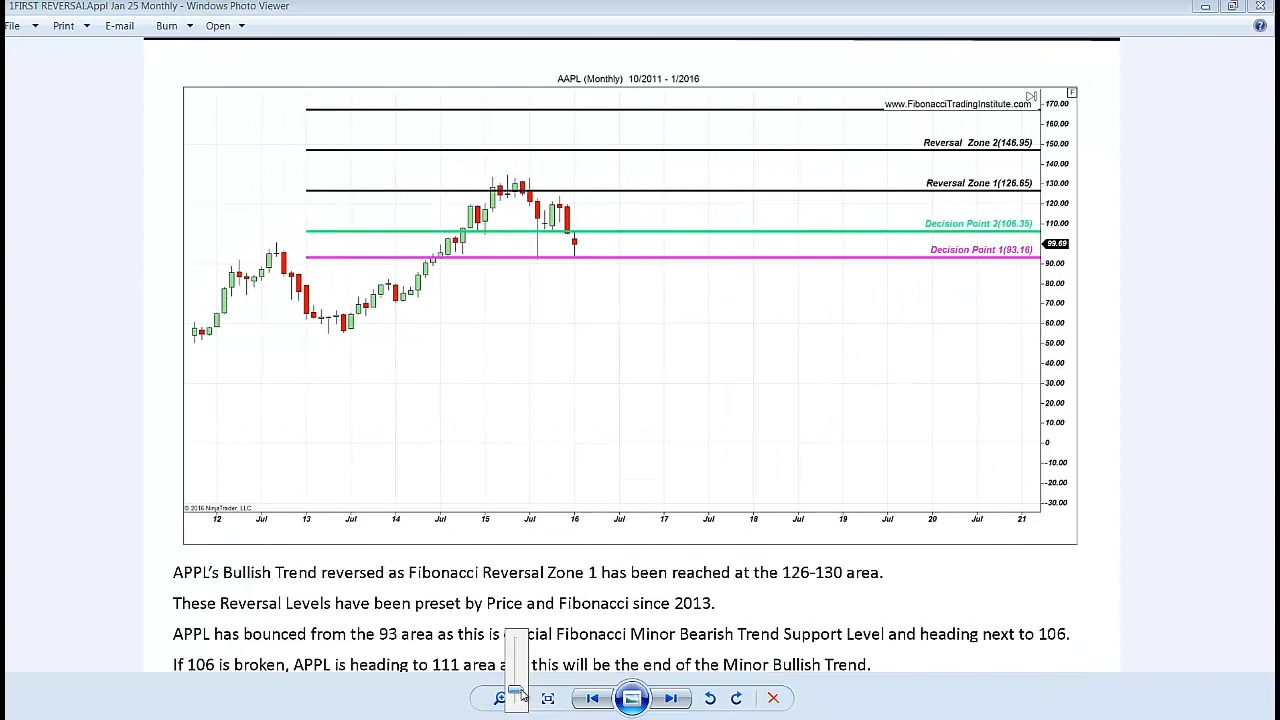 1FIRST REVERSALAppl Jan 25 Monthly - Windows Photo Viewer
File Print E-mail Burn Open
AAPL (Monthly) 10/2011 - 1/2016
F
www.FibonacciTradingInstitute.com
170.00
160.00
Reversal Zone 2(146.95)
150.00
140.00
Reversal Zone 1(126.65)
130.00
120.00
Decision Point 2(106.35)
110.00
99.69
Decision Point 1(93.16)
90.00
80.00
70.00
60.00
50.00
40.00
30.00
20.00
10.00
0
-10.00
-20.00
-30.00
© 2016 NinjaTrader, LLC
12 Jul 13 Jul 14 Jul 15 Jul 16 Jul 17 Jul 18 Jul 19 Jul 20 Jul 21
APPL's Bullish Trend reversed as Fibonacci Reversal Zone 1 has been reached at the 126-130 area.
These Reversal Levels have been preset by Price and Fibonacci since 2013.
APPL has bounced from the 93 area as this is Fibonacci Minor Bearish Trend Support Level and heading next to 106.
If 106 is broken, APPL is heading to 111 area this will be the end of the Minor Bullish Trend.